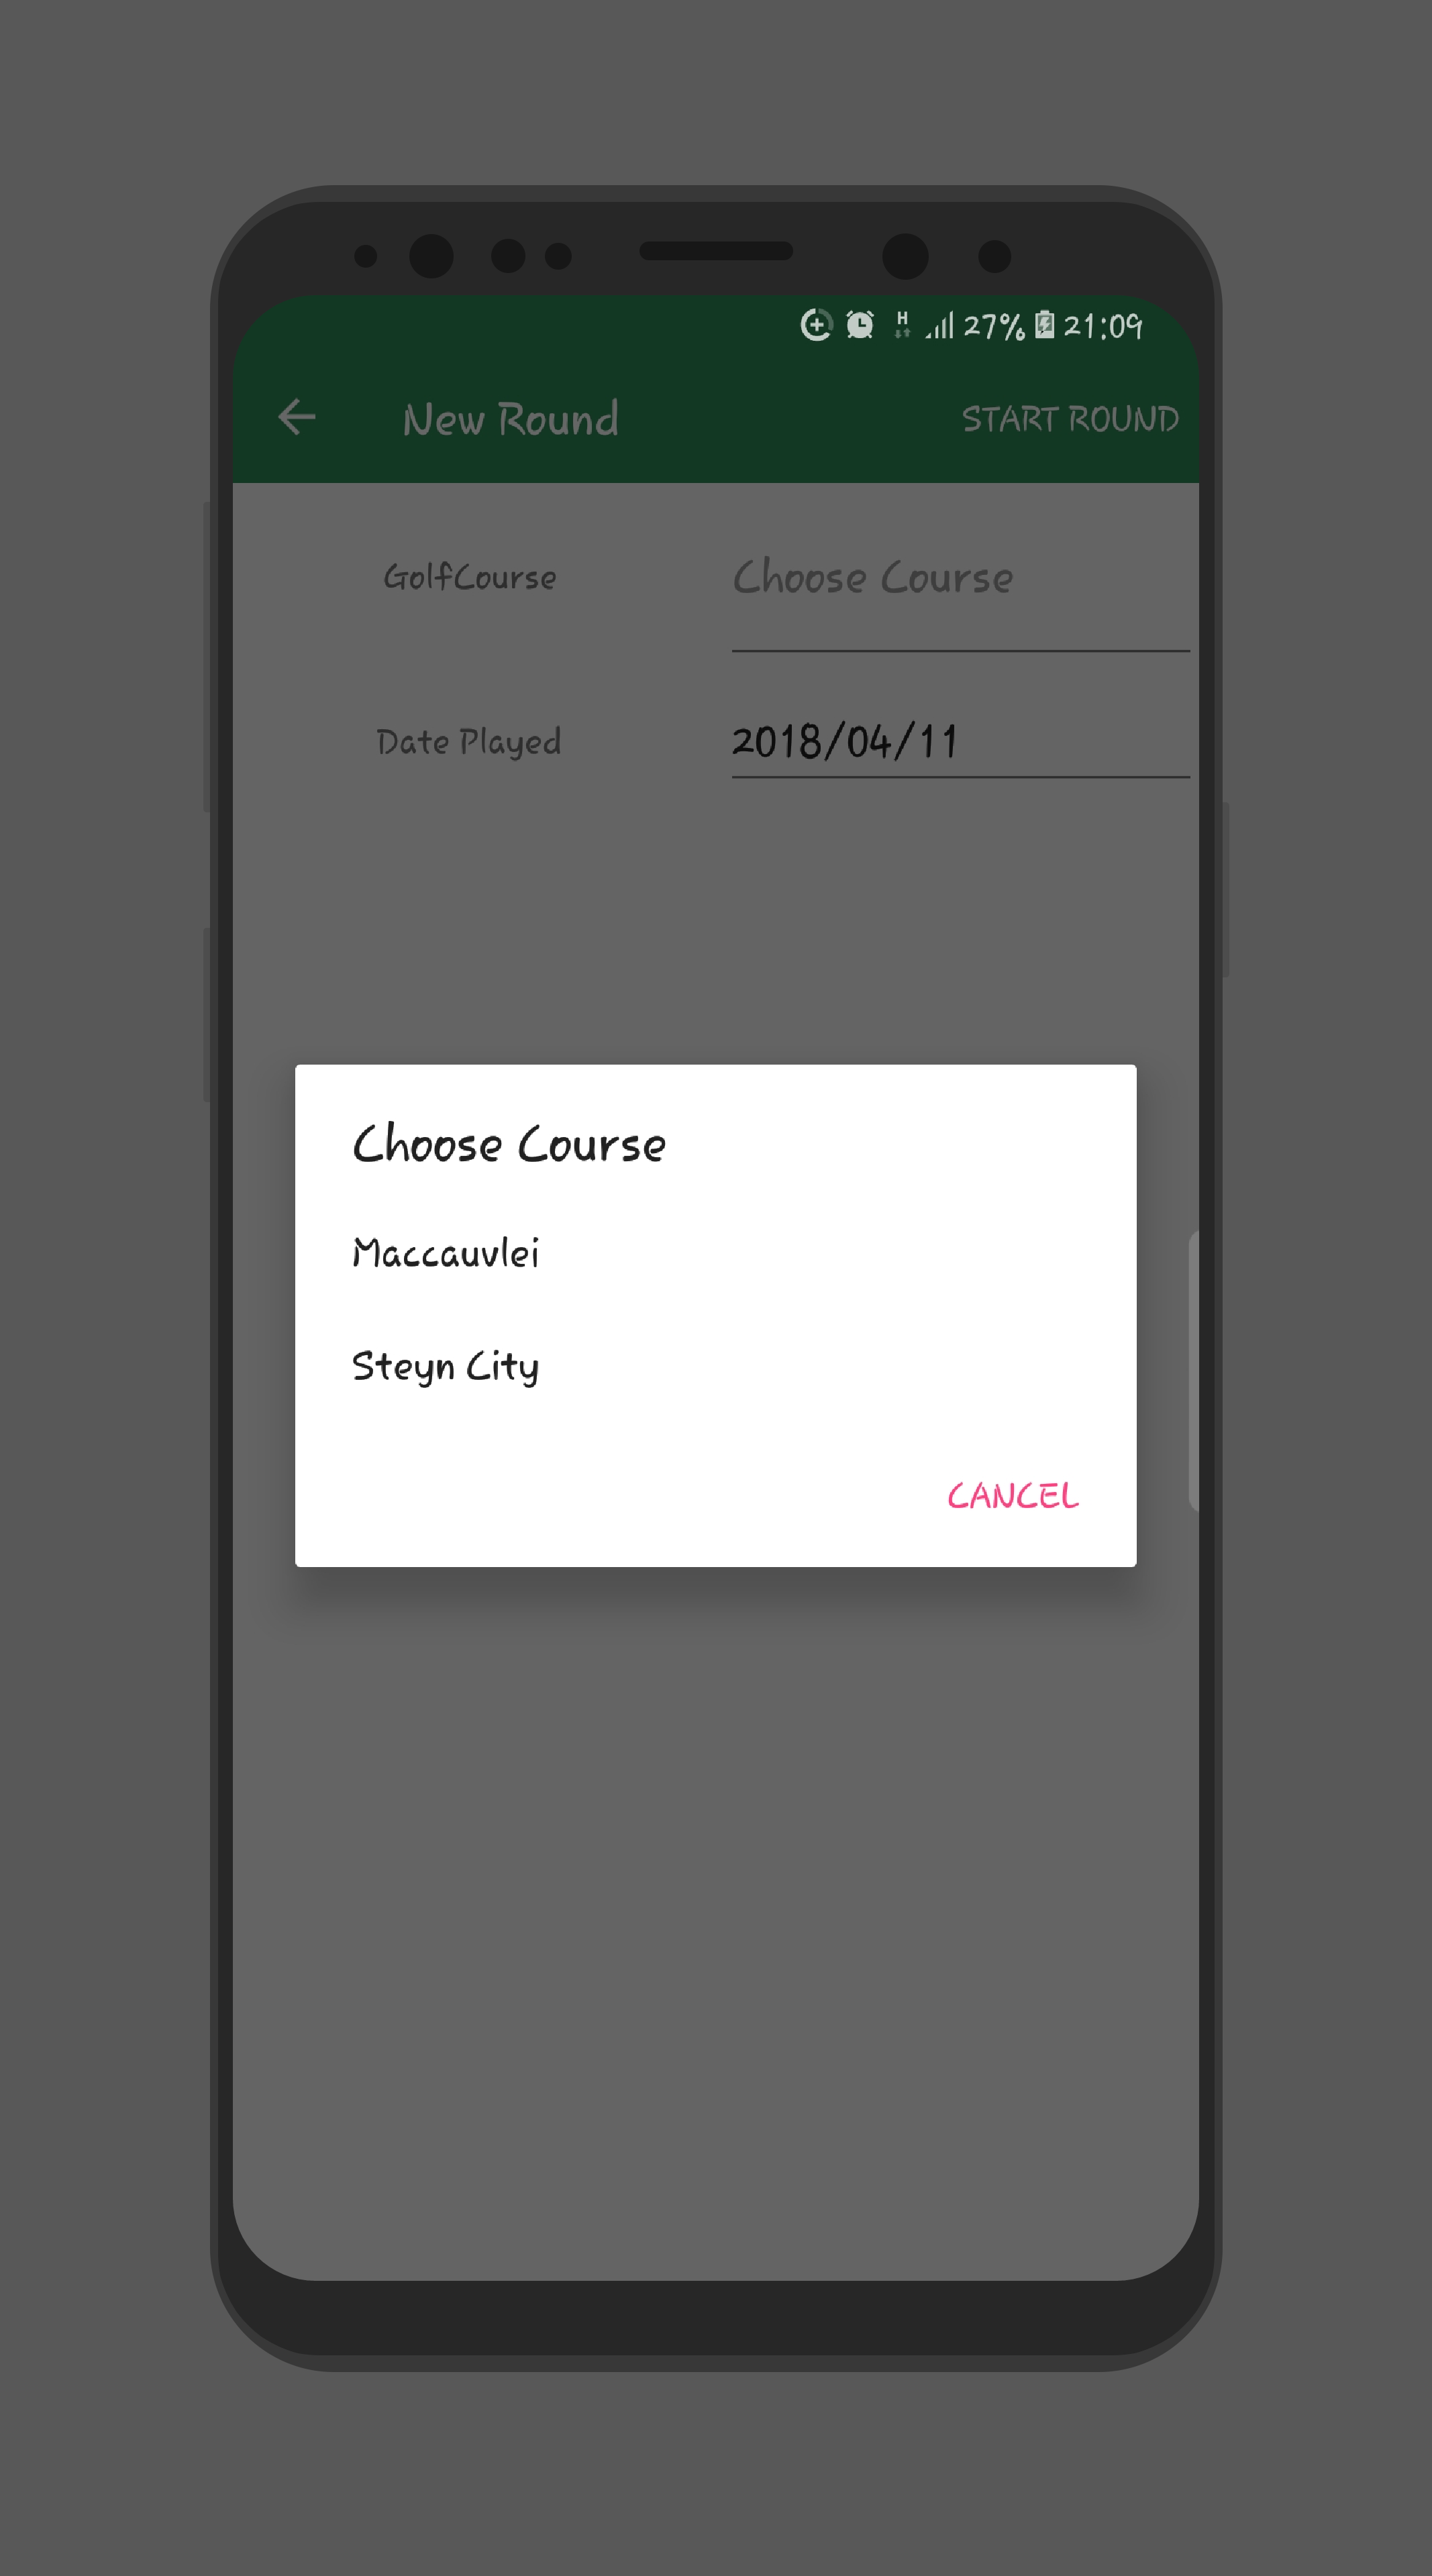 H 27% 21:09
New Round START ROUND
GolfCourse Choose Course
Date Played 2018/04/11
Choose Course
Maccauvlei
Steyn City
CANCEL